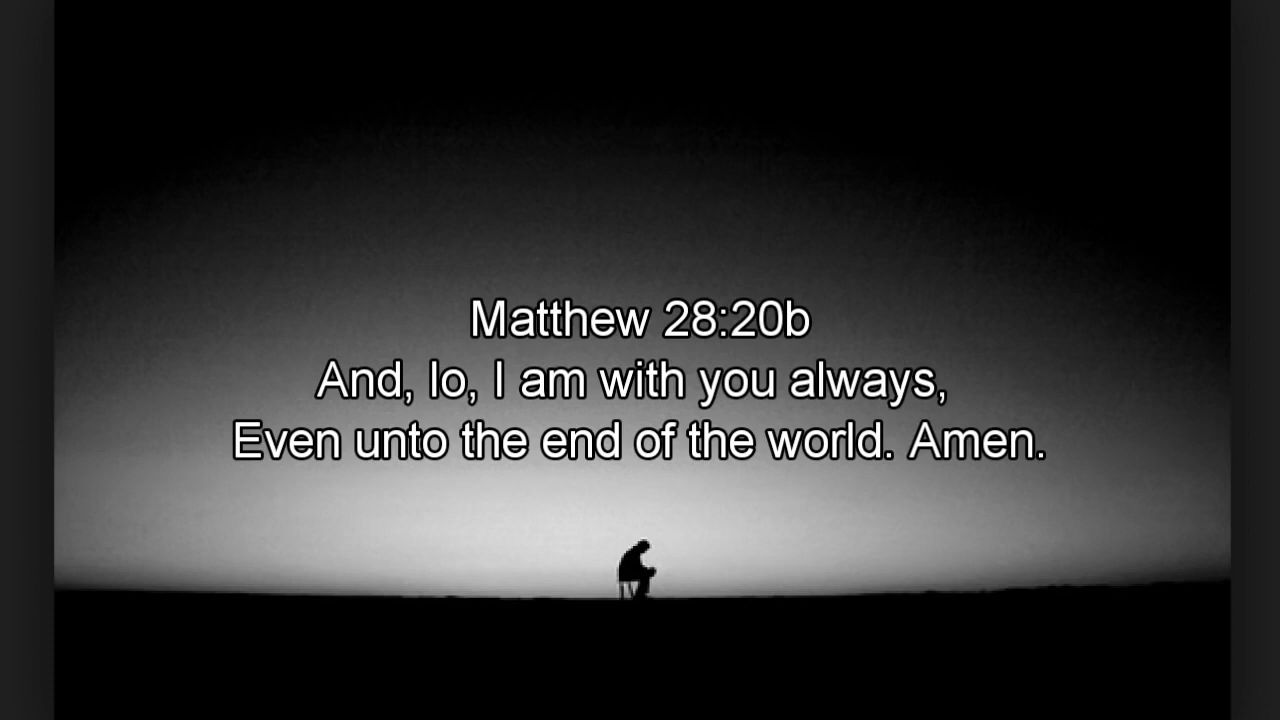 Matthew 28:20b
And, lo, I am with you always,
Even unto the end of the world. Amen.